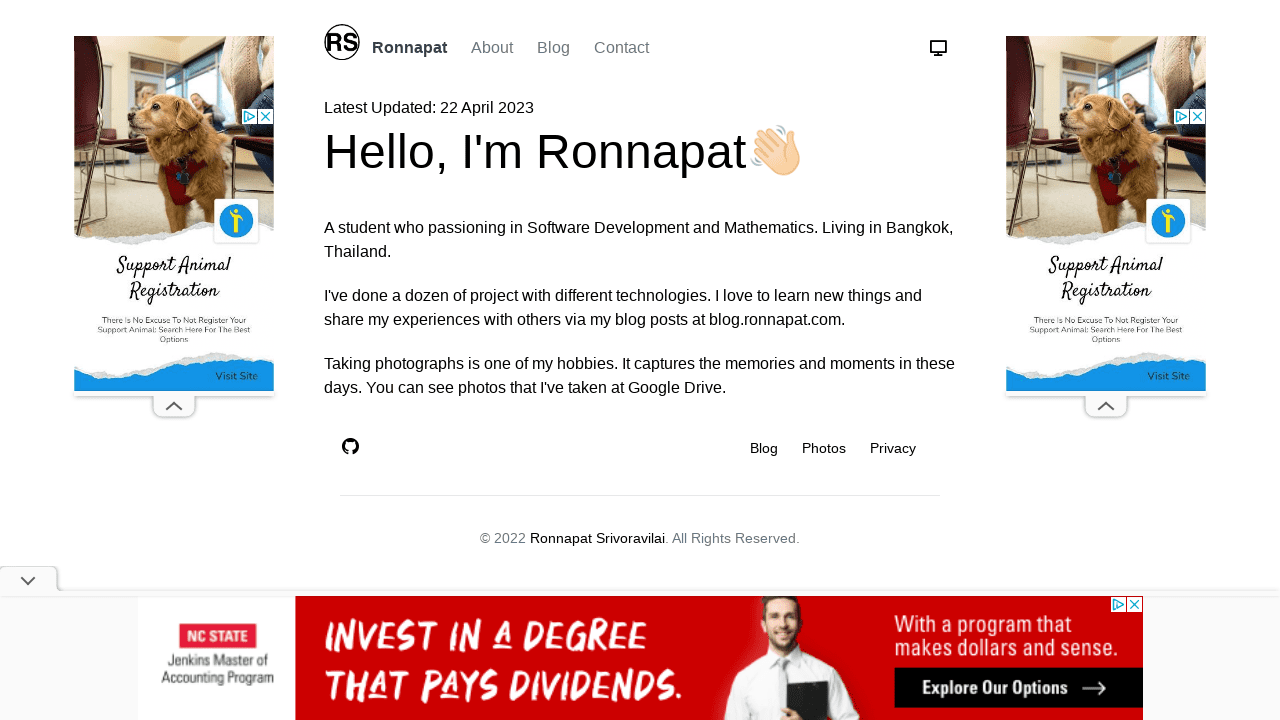 RS
Ronnapat About Blog Contact
Latest Updated: 22 April 2023
Hello, I'm Ronnapat👋🏻
A student who passioning in Software Development and Mathematics. Living in Bangkok,
Thailand.
I've done a dozen of project with different technologies. I love to learn new things and
share my experiences with others via my blog posts at blog.ronnapat.com.
Taking photographs is one of my hobbies. It captures the memories and moments in these
days. You can see photos that I've taken at Google Drive.
Blog Photos Privacy
© 2022 Ronnapat Srivoravilai. All Rights Reserved.
Support Animal
Registration
There Is No Excuse To Not Register Your
Support Animal: Search Here For The Best
Options
Visit Site
Support Animal
Registration
There Is No Excuse To Not Register Your
Support Animal: Search Here For The Best
Options
Visit Site
NC STATE
Jenkins Master of
Accounting Program
INVEST IN A DEGREE
THAT PAYS DIVIDENDS.
With a program that
makes dollars and sense.
Explore Our Options